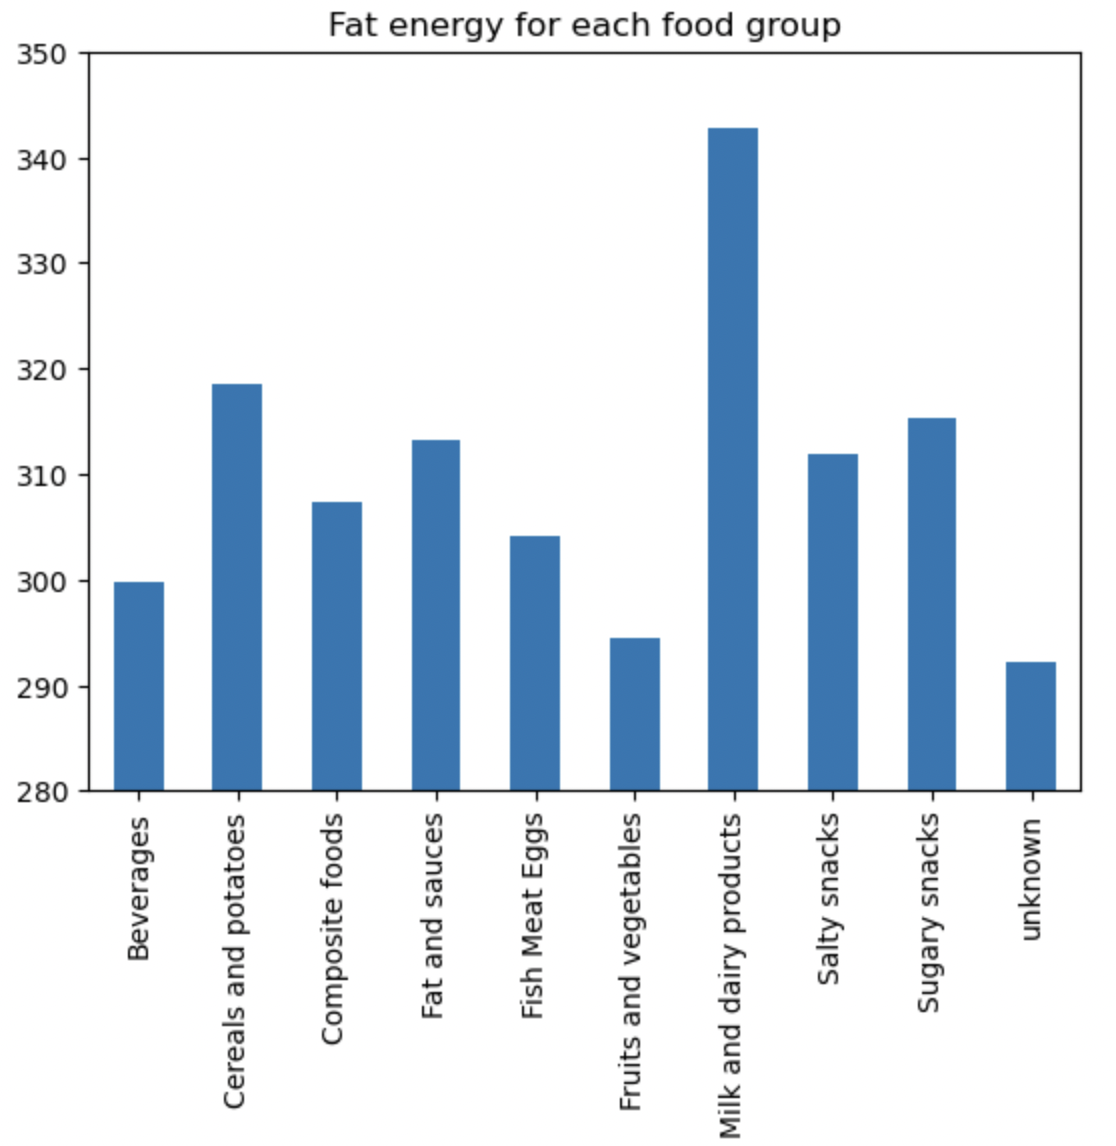 Fat energy for each food group
350
340
330
320
310
300
290
280
Beverages
Cereals and potatoes
Composite foods
Fat and sauces
Fish Meat Eggs
Fruits and vegetables
Milk and dairy products
Salty snacks
Sugary snacks
unknown